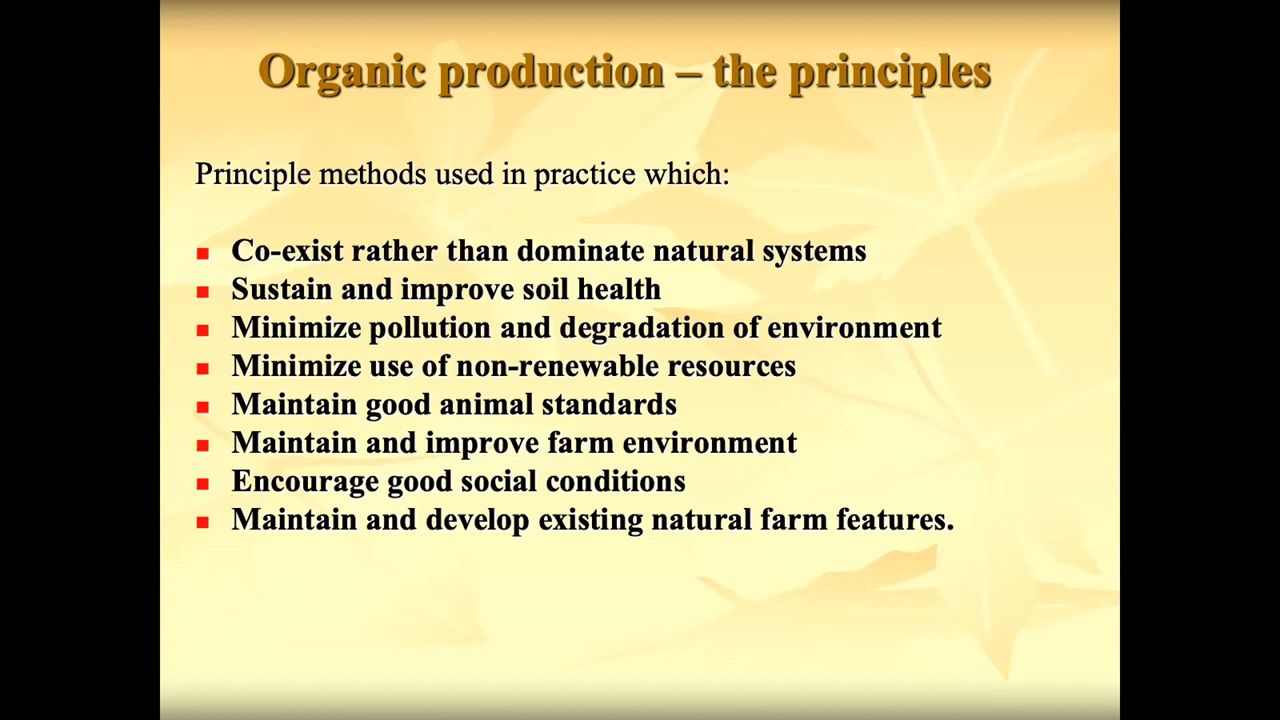 Organic production – the principles
Principle methods used in practice which:
Co-exist rather than dominate natural systems
Sustain and improve soil health
Minimize pollution and degradation of environment
Minimize use of non-renewable resources
Maintain good animal standards
Maintain and improve farm environment
Encourage good social conditions
Maintain and develop existing natural farm features.